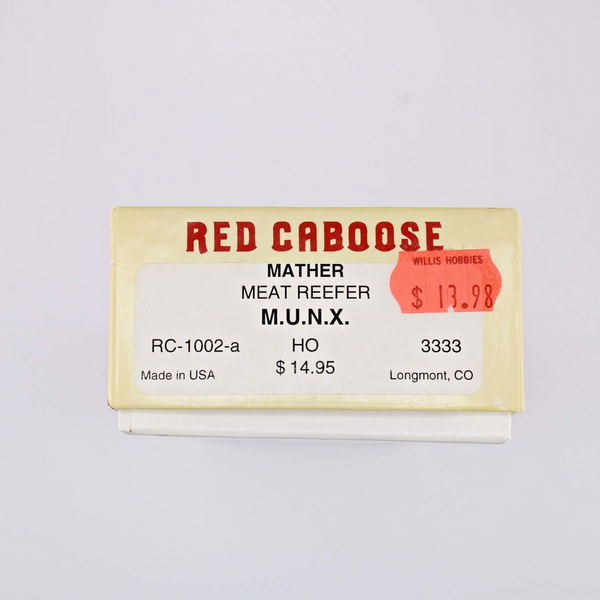 RED CABOOSE
WILLIS HOBBIES
$ 13.98
MATHER
MEAT REEFER
M.U.N.X.
RC-1002-a HO 3333
$ 14.95
Made in USA Longmont, CO